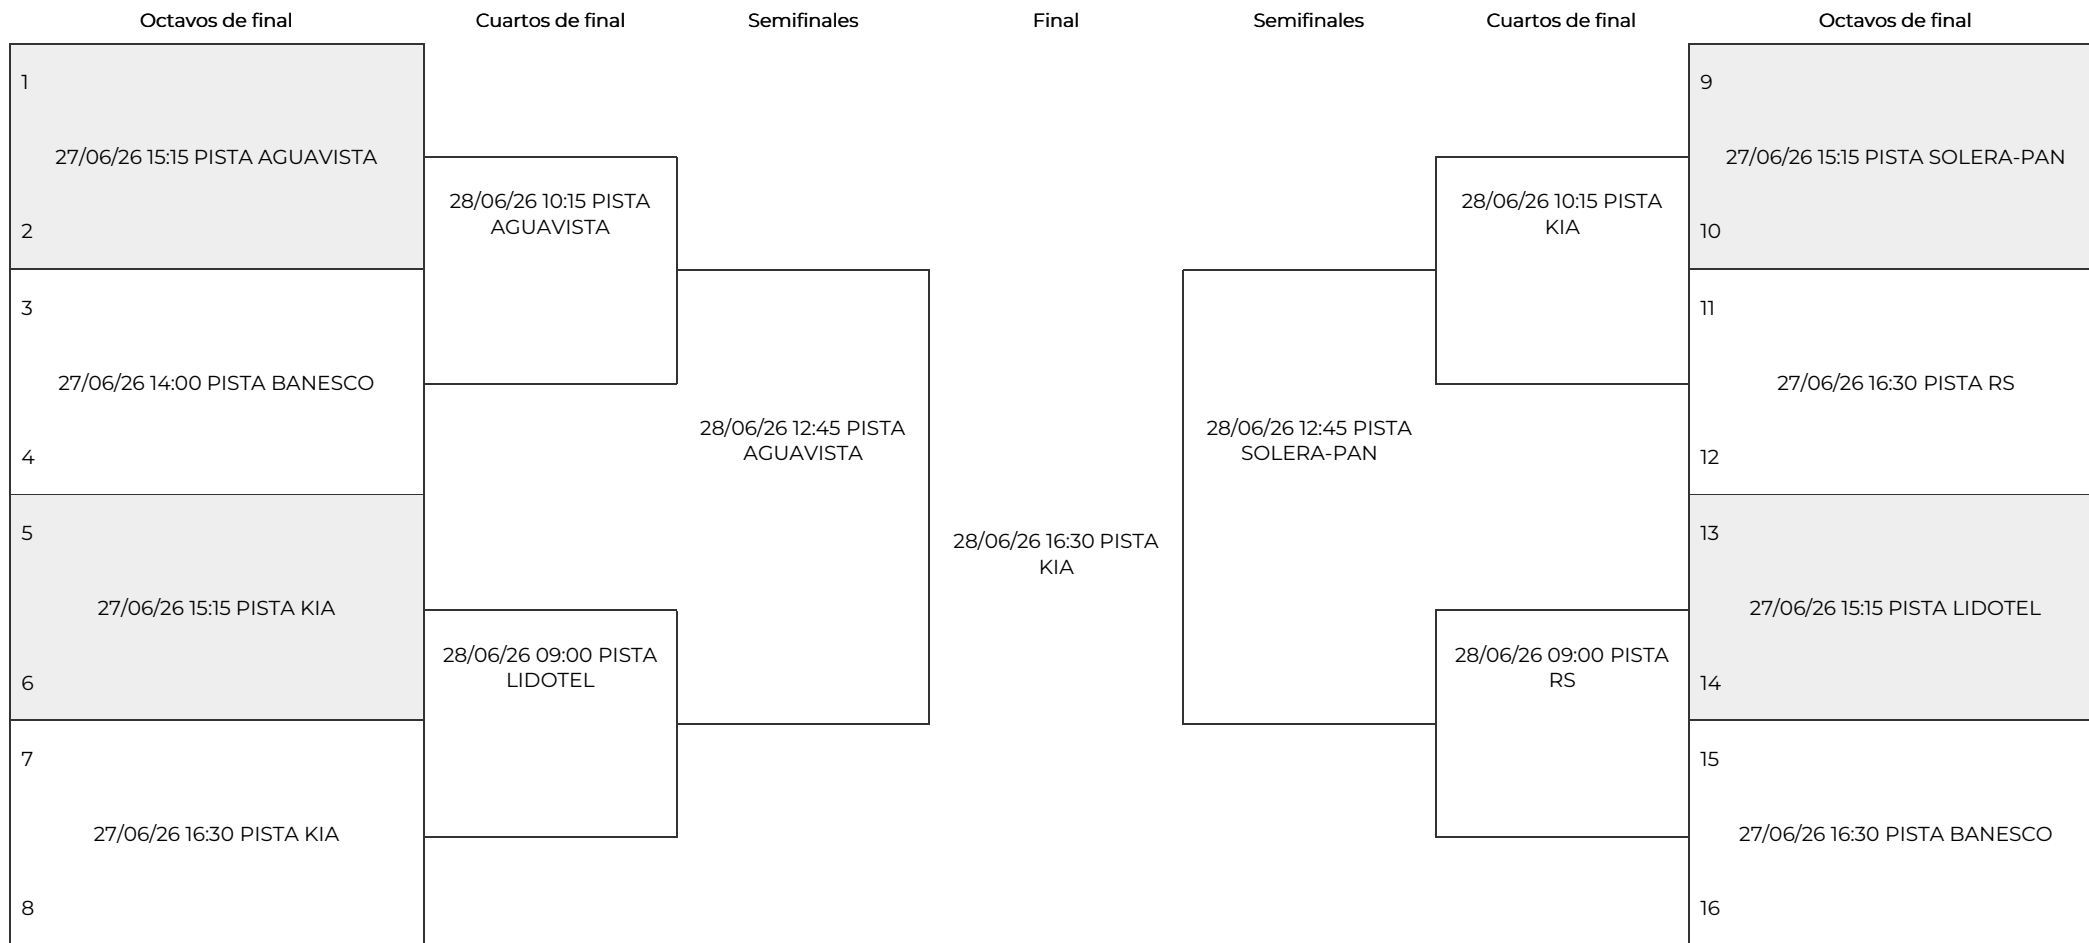 Octavos de final
Cuartos de final
Semifinales
Final
Semifinales
Cuartos de final
Octavos de final
1
27/06/26 15:15 PISTA AGUAVISTA
2
3
27/06/26 14:00 PISTA BANESCO
4
5
27/06/26 15:15 PISTA KIA
6
7
27/06/26 16:30 PISTA KIA
8
28/06/26 10:15 PISTA
AGUAVISTA
28/06/26 09:00 PISTA
LIDOTEL
28/06/26 12:45 PISTA
AGUAVISTA
28/06/26 16:30 PISTA
KIA
28/06/26 12:45 PISTA
SOLERA-PAN
28/06/26 10:15 PISTA
KIA
28/06/26 09:00 PISTA
RS
9
27/06/26 15:15 PISTA SOLERA-PAN
10
11
27/06/26 16:30 PISTA RS
12
13
27/06/26 15:15 PISTA LIDOTEL
14
15
27/06/26 16:30 PISTA BANESCO
16